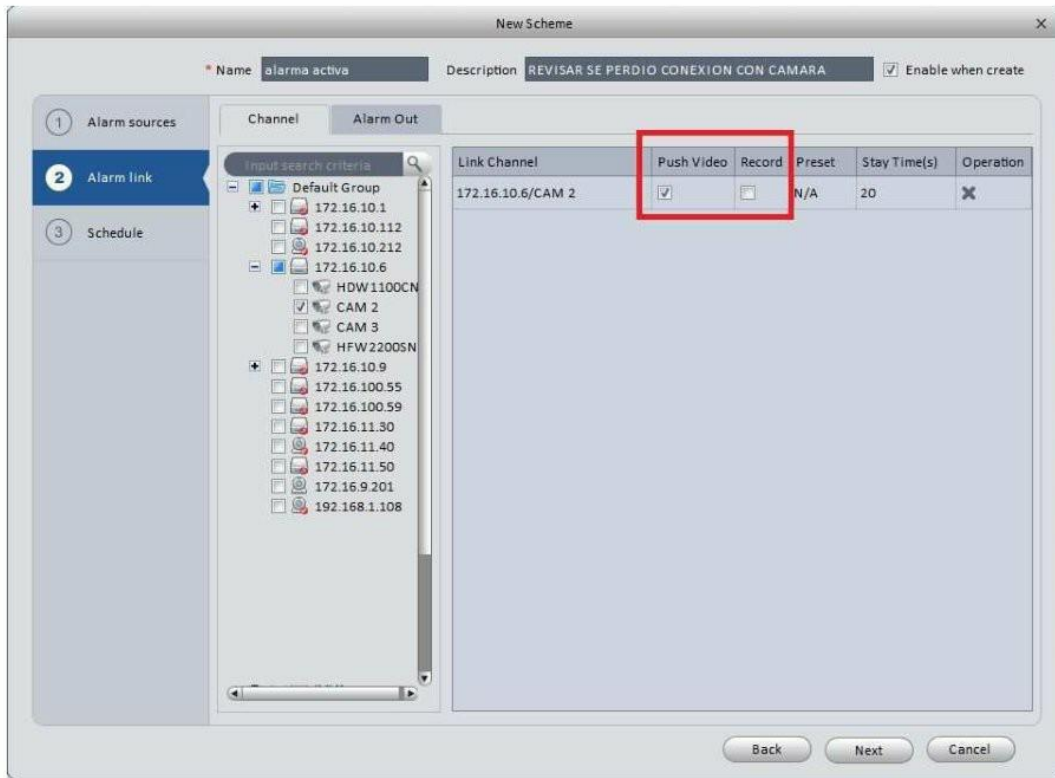 New Scheme
* Name alarma activa Description REVISAR SE PERDIO CONEXION CON CAMARA Enable when create
1 Alarm sources
2 Alarm link
3 Schedule
Channel Alarm Out
Input search criteria
Default Group
172.16.10.1
172.16.10.112
172.16.10.212
172.16.10.6
HDW1100CN
CAM 2
CAM 3
HFW2200SN
172.16.10.9
172.16.100.55
172.16.100.59
172.16.11.30
172.16.11.40
172.16.11.50
172.16.9.201
192.168.1.108
Link Channel Push Video Record Preset Stay Time(s) Operation
172.16.10.6/CAM 2 N/A 20
Back Next Cancel